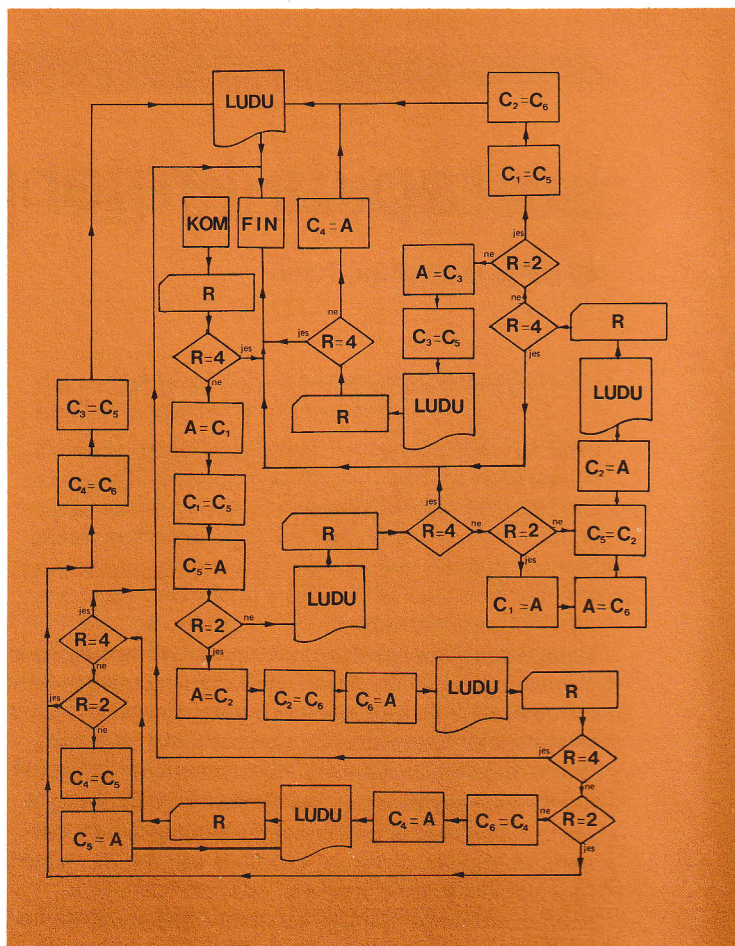 LUDU
C₂=C₆
C₁=C₅
KOM
FIN
C₄=A
jes
R=2
ne
A=C₃
ne
R=4
jes
R
R
ne
C₃=C₅
R=4
jes
R=4
jes
ne
LUDU
LUDU
R
C₃=C₅
A=C₁
C₂=A
C₄=C₆
C₁=C₅
jes
R=4
ne
R=2
ne
jes
C₅=C₂
R
C₅=A
LUDU
C₁=A
A=C₆
R=2
ne
jes
jes
R=4
ne
A=C₂
C₂=C₆
C₆=A
LUDU
R
jes
R=2
ne
jes
R=4
ne
C₄=C₅
R
LUDU
C₄=A
C₆=C₄
ne
R=2
jes
C₅=A